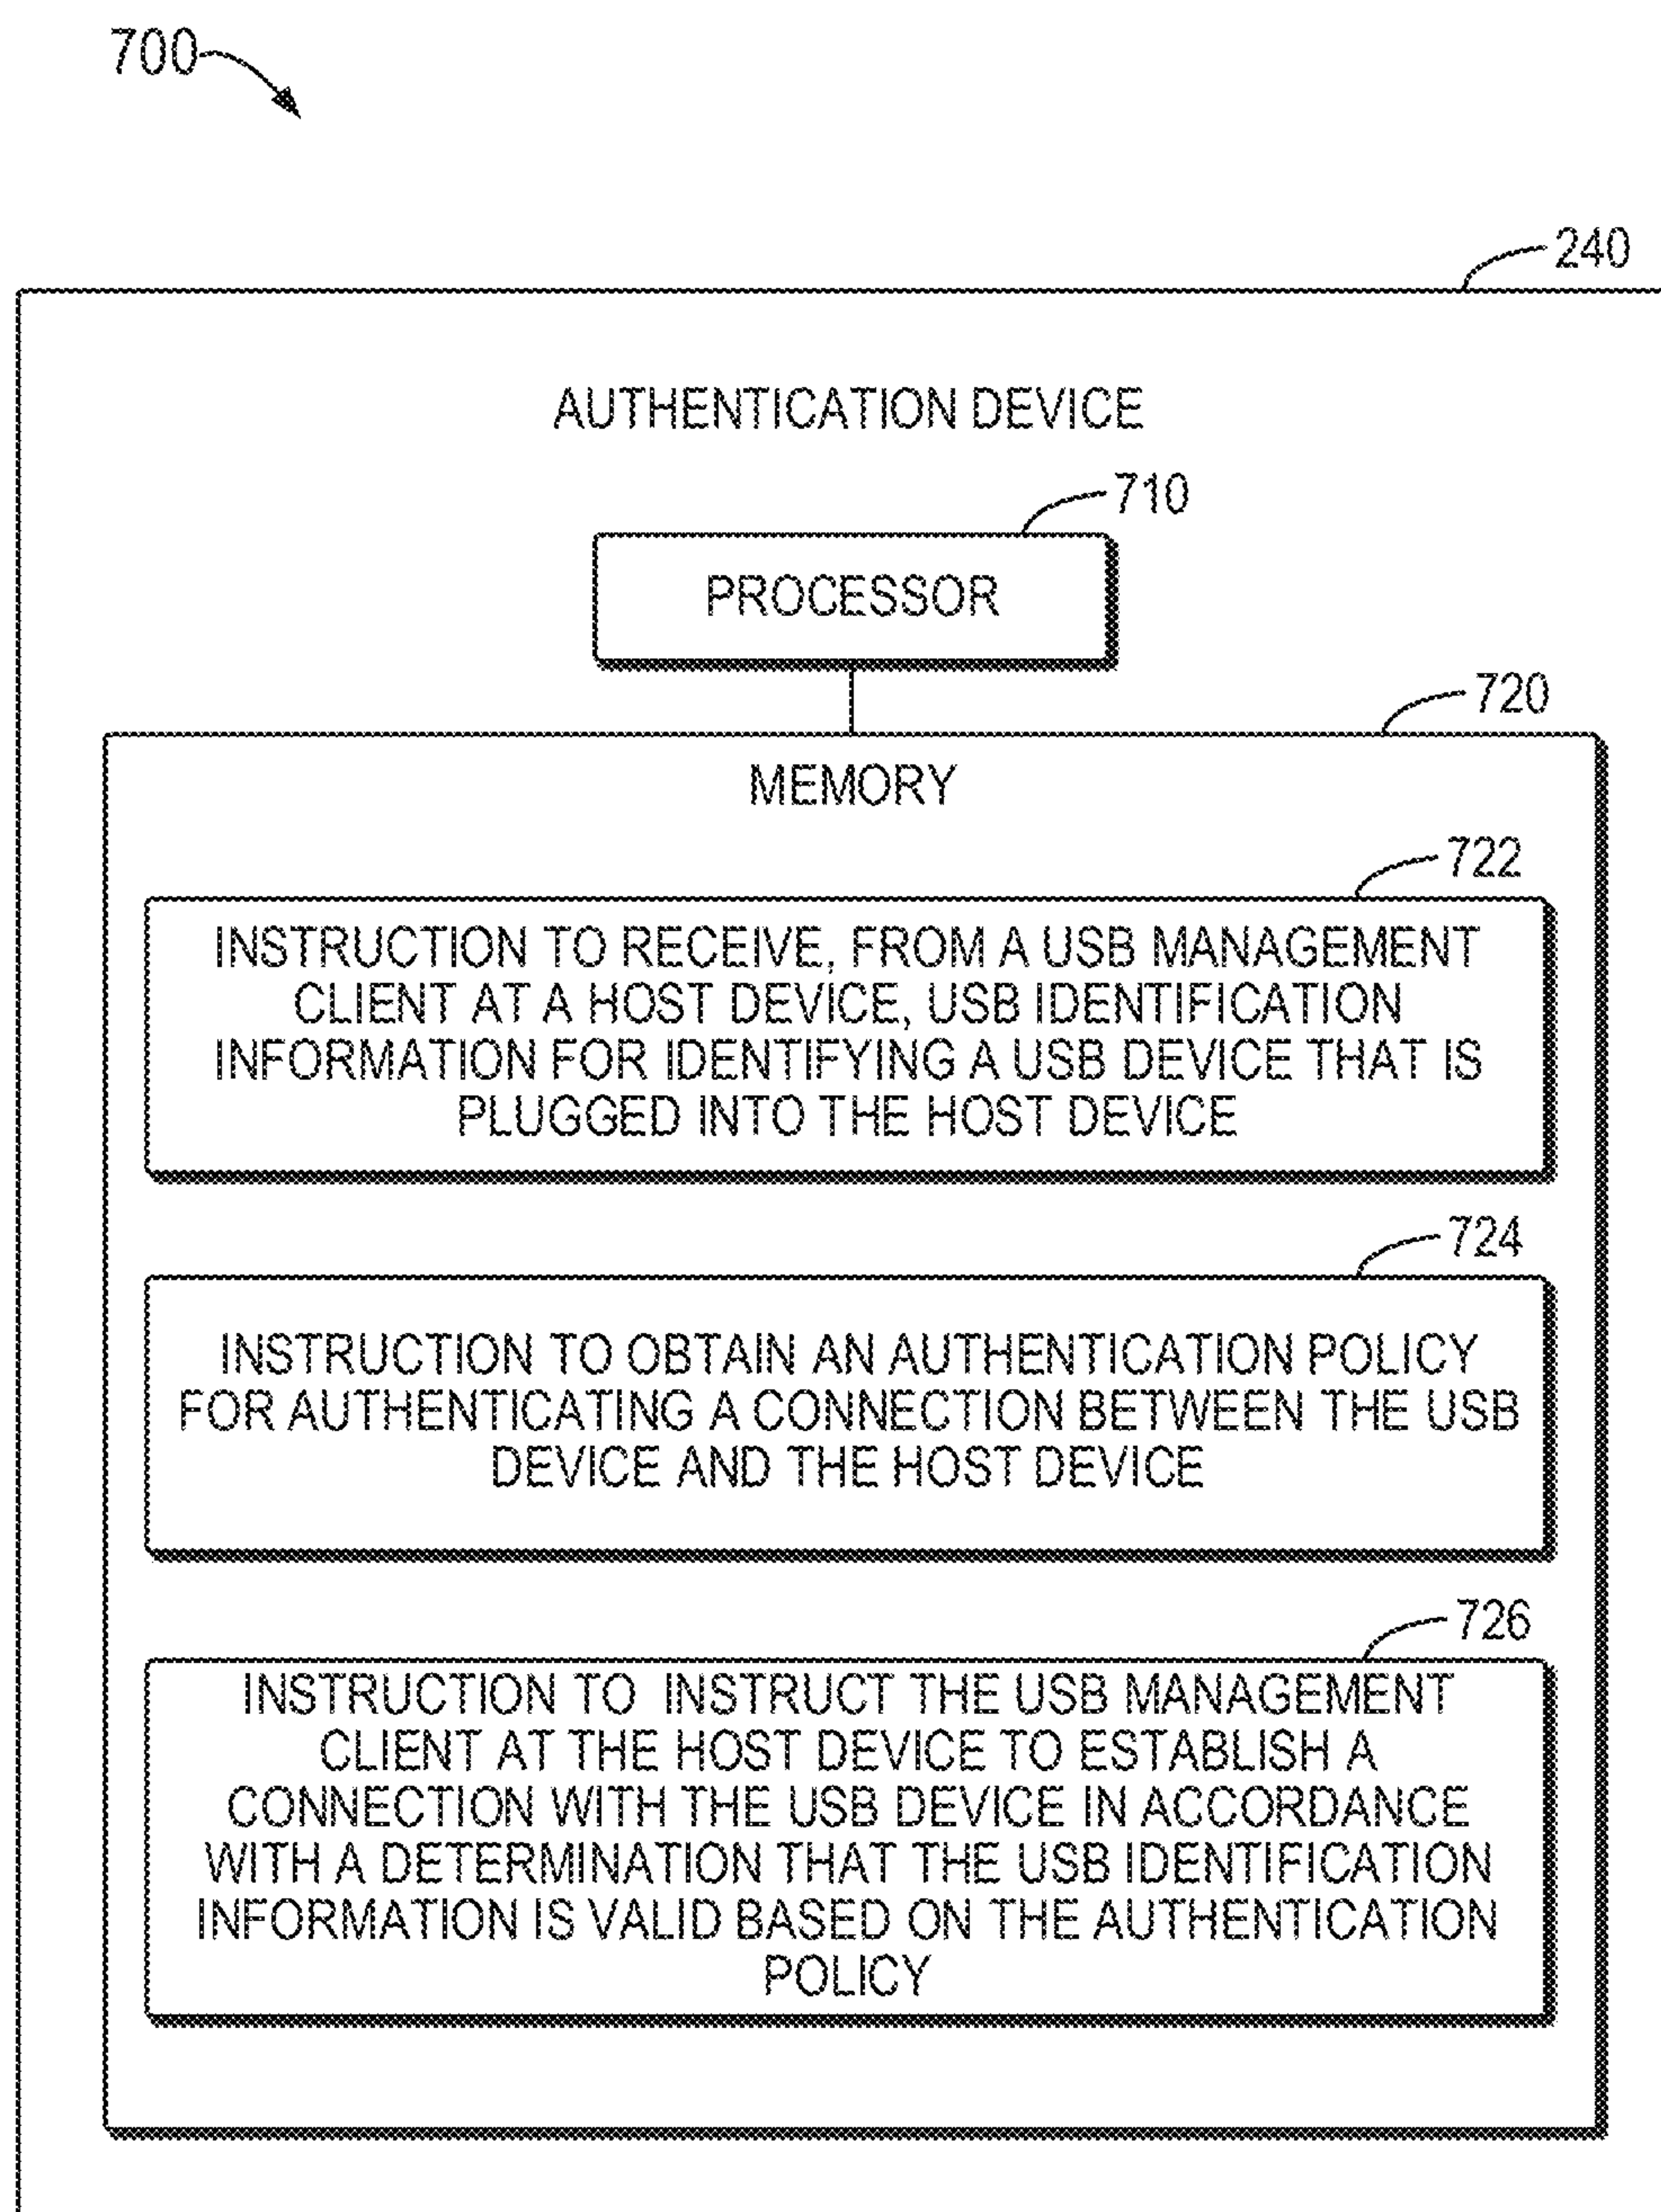 700
240
AUTHENTICATION DEVICE
710
PROCESSOR
720
MEMORY
722
INSTRUCTION TO RECEIVE, FROM A USB MANAGEMENT
CLIENT AT A HOST DEVICE, USB IDENTIFICATION
INFORMATION FOR IDENTIFYING A USB DEVICE THAT IS
PLUGGED INTO THE HOST DEVICE
724
INSTRUCTION TO OBTAIN AN AUTHENTICATION POLICY
FOR AUTHENTICATING A CONNECTION BETWEEN THE USB
DEVICE AND THE HOST DEVICE
726
INSTRUCTION TO INSTRUCT THE USB MANAGEMENT
CLIENT AT THE HOST DEVICE TO ESTABLISH A
CONNECTION WITH THE USB DEVICE IN ACCORDANCE
WITH A DETERMINATION THAT THE USB IDENTIFICATION
INFORMATION IS VALID BASED ON THE AUTHENTICATION
POLICY